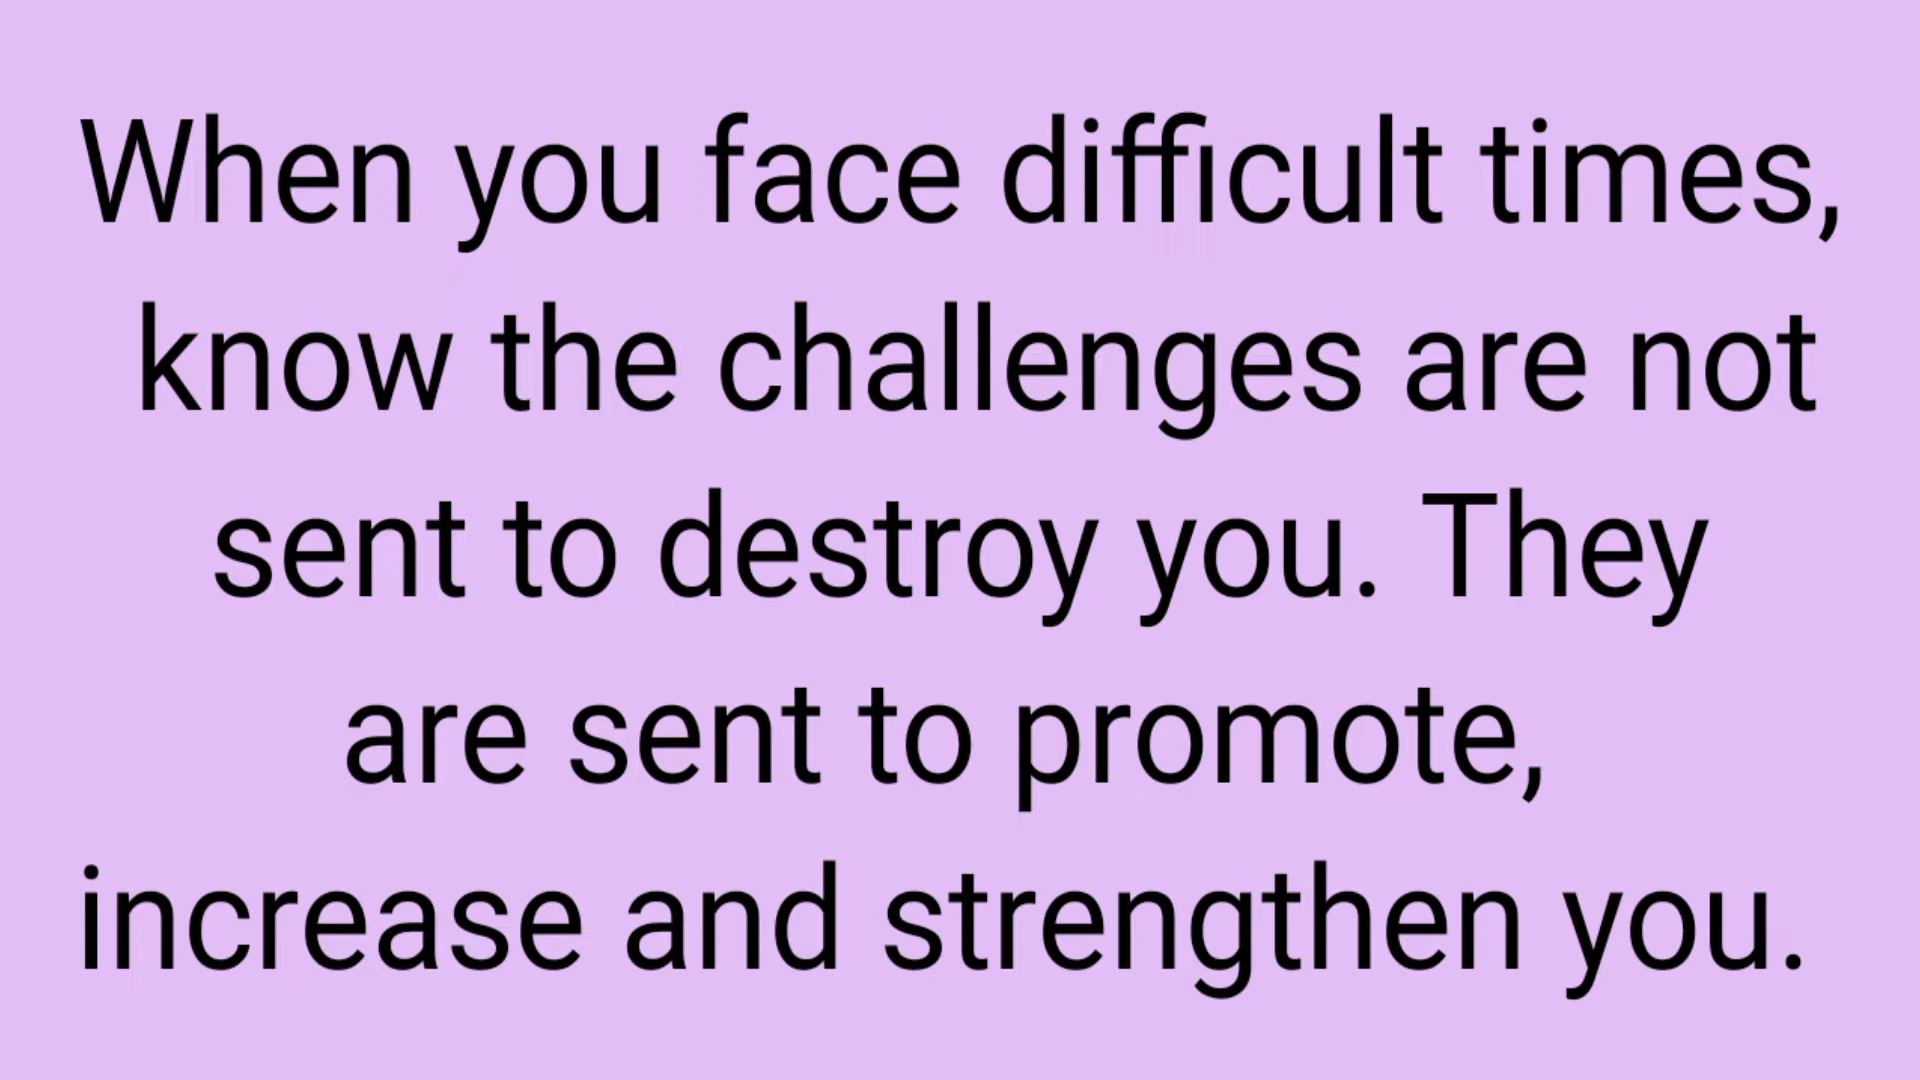 When you face difficult times,
know the challenges are not
sent to destroy you. They
are sent to promote,
increase and strengthen you.